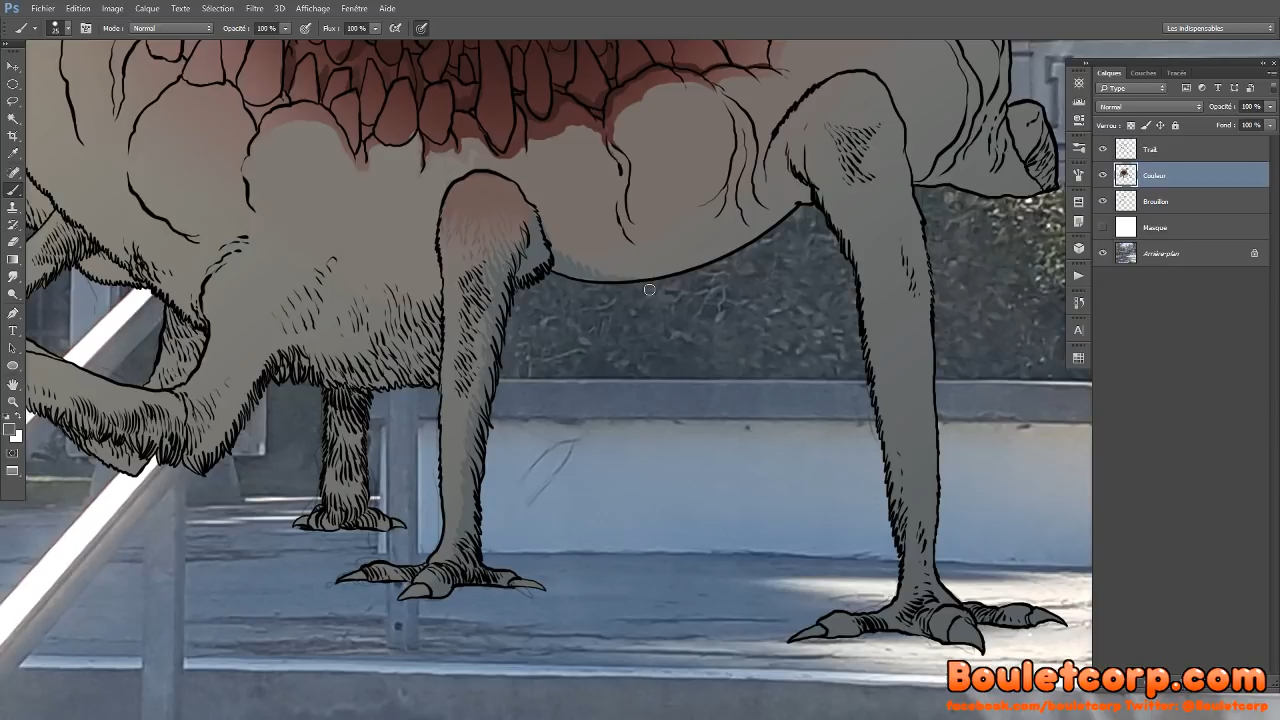 Ps Fichier Edition Image Calque Texte Sélection Filtre 3D Affichage Fenêtre Aide
25 Mode : Normal Opacité : 100 % Flux : 100 % Les indispensables
Calques Couches Tracés
Type
Normal Opacité : 100 %
Verrou : Fond : 100 %
Trait
Couleur
Brouillon
Masque
Arrière-plan
Bouletcorp.com
facebook.com/bouletcorp Twitter: @Bouletcorp